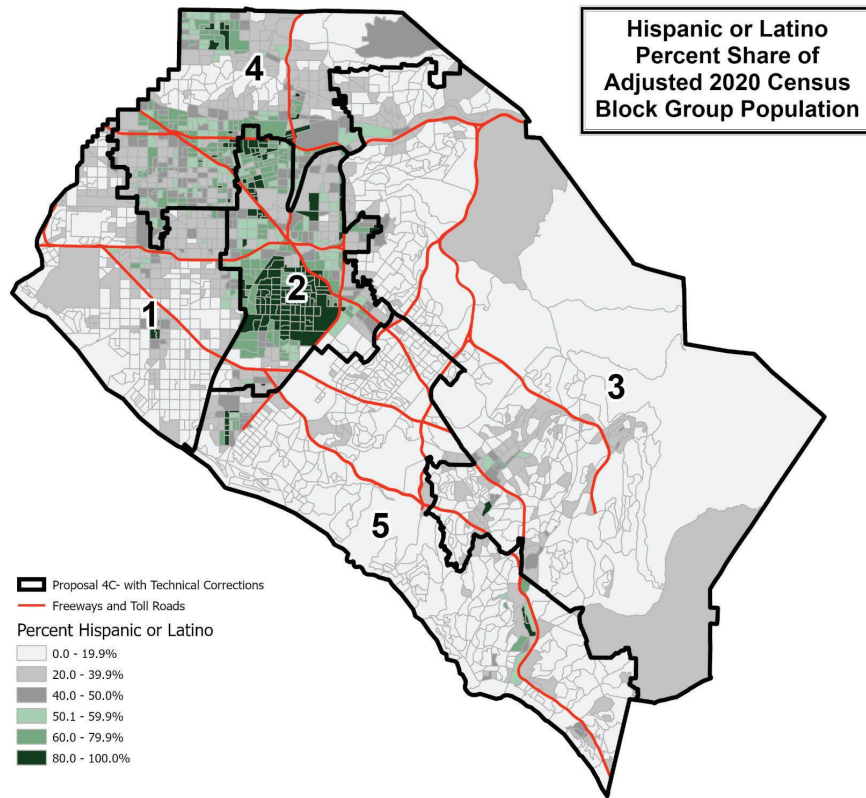 Hispanic or Latino
Percent Share of
Adjusted 2020 Census
Block Group Population
4
2
1
3
5
Proposal 4C- with Technical Corrections
Freeways and Toll Roads
Percent Hispanic or Latino
0.0 - 19.9%
20.0 - 39.9%
40.0 - 50.0%
50.1 - 59.9%
60.0 - 79.9%
80.0 - 100.0%